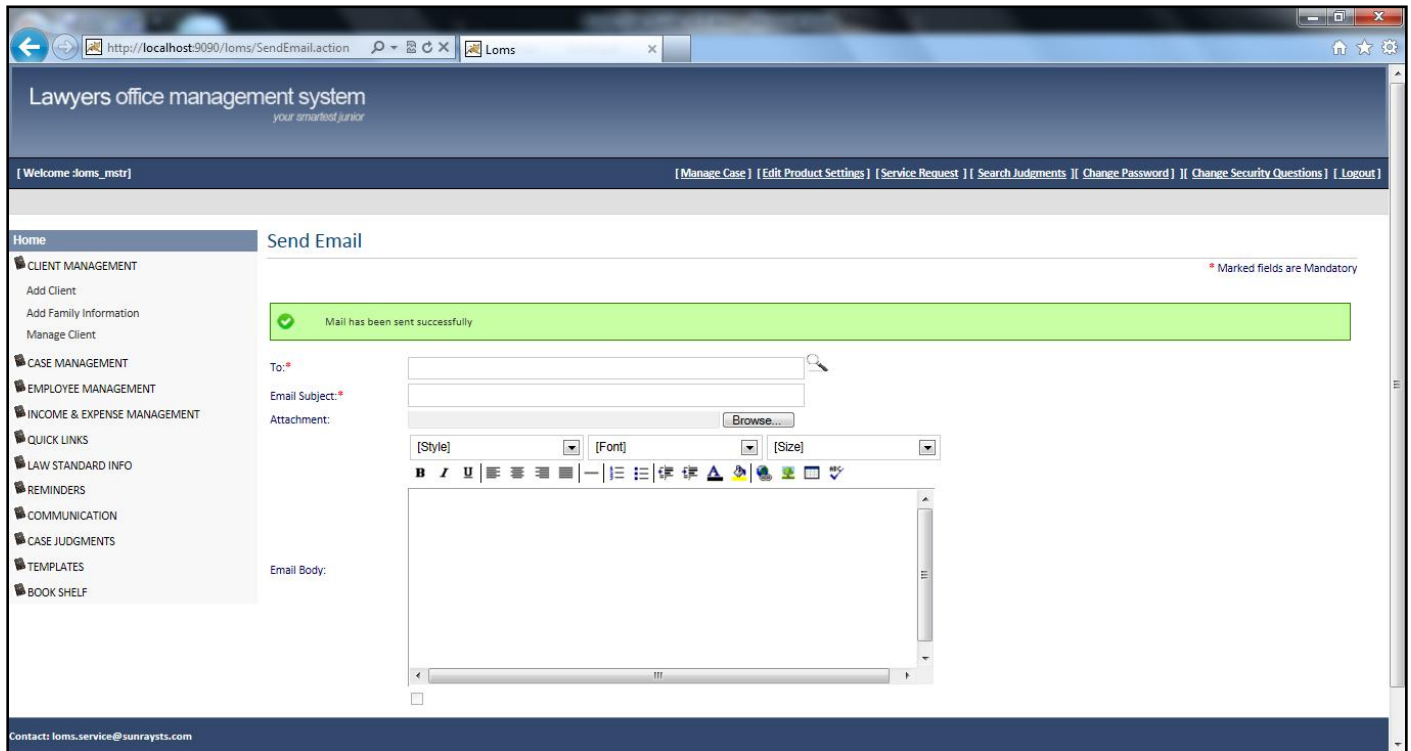 http://localhost:9090/loms/SendEmail.action
Loms
Lawyers office management system
your smartest junior
[ Welcome :loms_mstr]
[ Manage Case ] [ Edit Product Settings ] [ Service Request ] [ Search Judgments ][ Change Password ] ][ Change Security Questions ] [ Logout ]
Home
CLIENT MANAGEMENT
Add Client
Add Family Information
Manage Client
CASE MANAGEMENT
EMPLOYEE MANAGEMENT
INCOME & EXPENSE MANAGEMENT
QUICK LINKS
LAW STANDARD INFO
REMINDERS
COMMUNICATION
CASE JUDGMENTS
TEMPLATES
BOOK SHELF
Send Email
* Marked fields are Mandatory
Mail has been sent successfully
To:*
Email Subject:*
Attachment:
Browse...
[Style] [Font] [Size]
B I U
Email Body:
Contact: loms.service@sunraysts.com